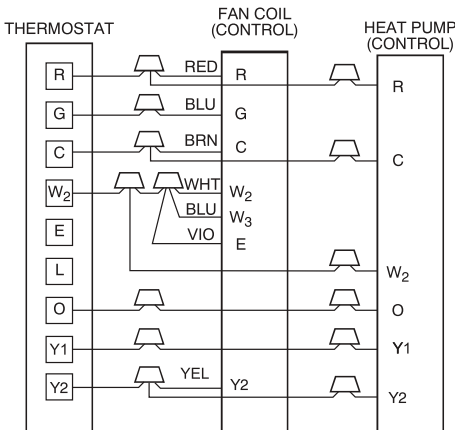 THERMOSTAT
FAN COIL
(CONTROL)
HEAT PUMP
(CONTROL)
R
RED
R
R
G
BLU
G
C
BRN
C
C
W2
WHT
W2
BLU
W3
E
VIO
E
L
W2
O
O
Y1
Y1
Y2
YEL
Y2
Y2